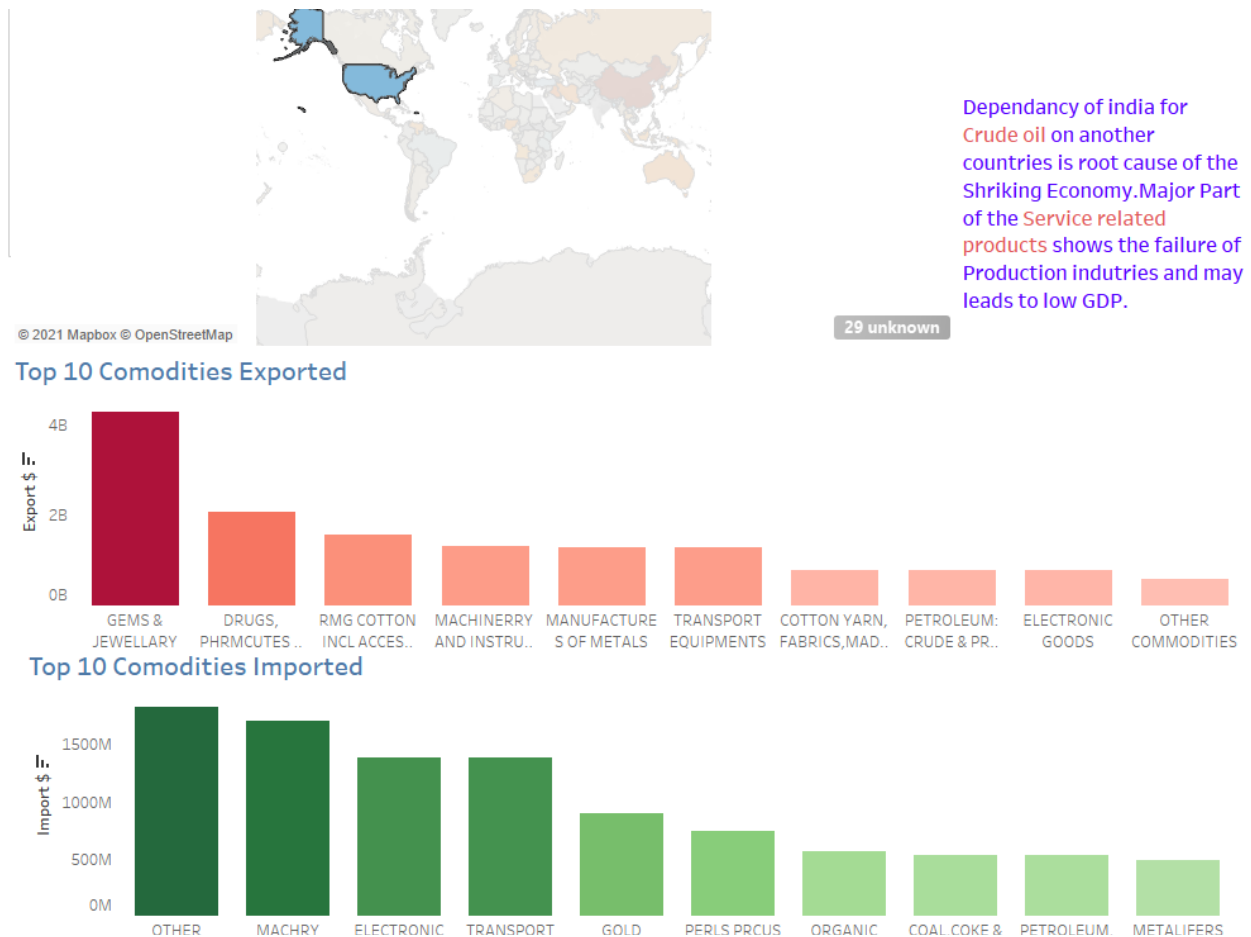 Dependancy of india for
Crude oil on another
countries is root cause of the
Shriking Economy.Major Part
of the Service related
products shows the failure of
Production indutries and may
leads to low GDP.
© 2021 Mapbox © OpenStreetMap
29 unknown
Top 10 Comodities Exported
Export $
4B
2B
0B
GEMS &
JEWELLARY
DRUGS,
PHRMCUTES ..
RMG COTTON
INCL ACCES..
MACHINERRY
AND INSTRU..
MANUFACTURE
S OF METALS
TRANSPORT
EQUIPMENTS
COTTON YARN,
FABRICS,MAD..
PETROLEUM:
CRUDE & PR..
ELECTRONIC
GOODS
OTHER
COMMODITIES
Top 10 Comodities Imported
Import $
1500M
1000M
500M
0M
OTHER
MACHRY
ELECTRONIC
TRANSPORT
GOLD
PERLS PRCUS
ORGANIC
COAL,COKE &
PETROLEUM
METALIFERS